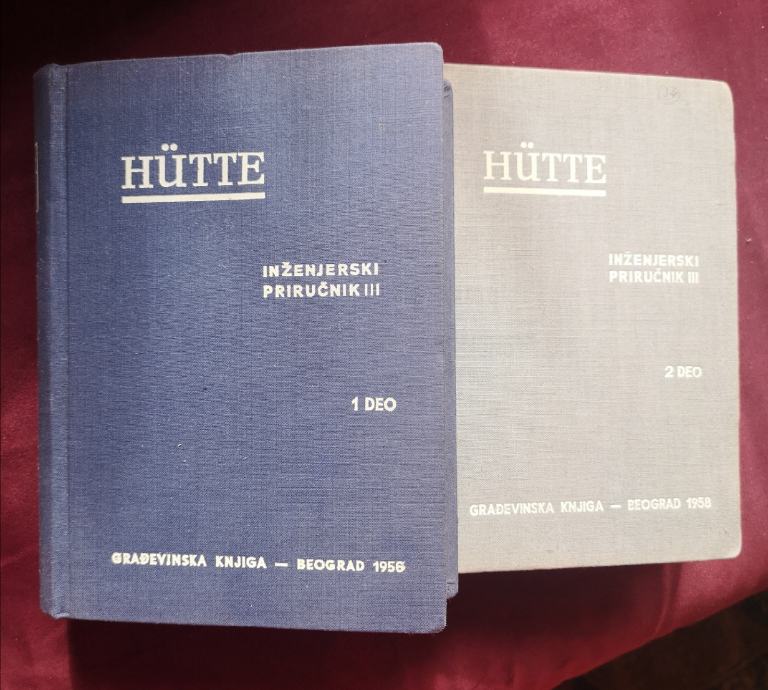 HÜTTE
INŽENJERSKI
PRIRUČNIK III
1 DEO
GRAĐEVINSKA KNJIGA — BEOGRAD 1956
HÜTTE
INŽENJERSKI
PRIRUČNIK III
2 DEO
GRAĐEVINSKA KNJIGA — BEOGRAD 1958